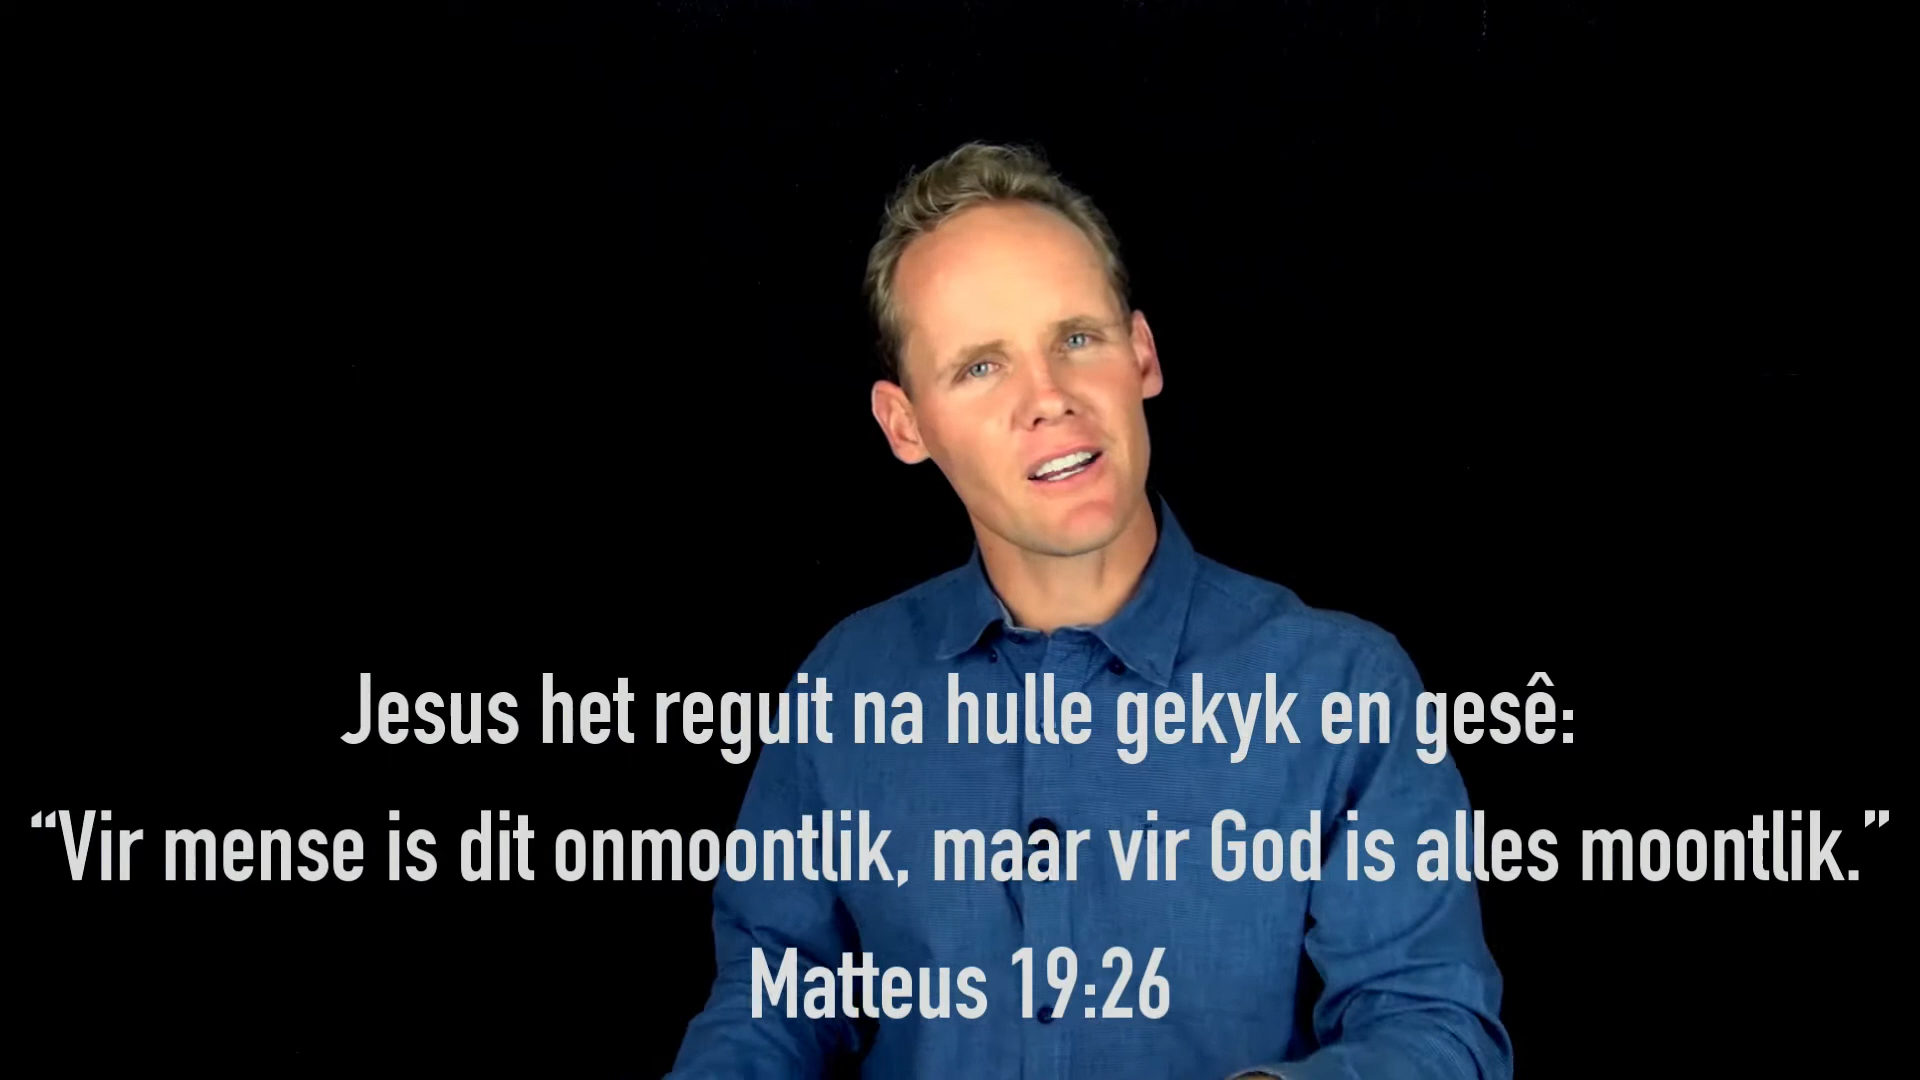 Jesus het reguit na hulle gekyk en gesê:
“Vir mense is dit onmoontlik, maar vir God is alles moontlik.”
Matteus 19:26